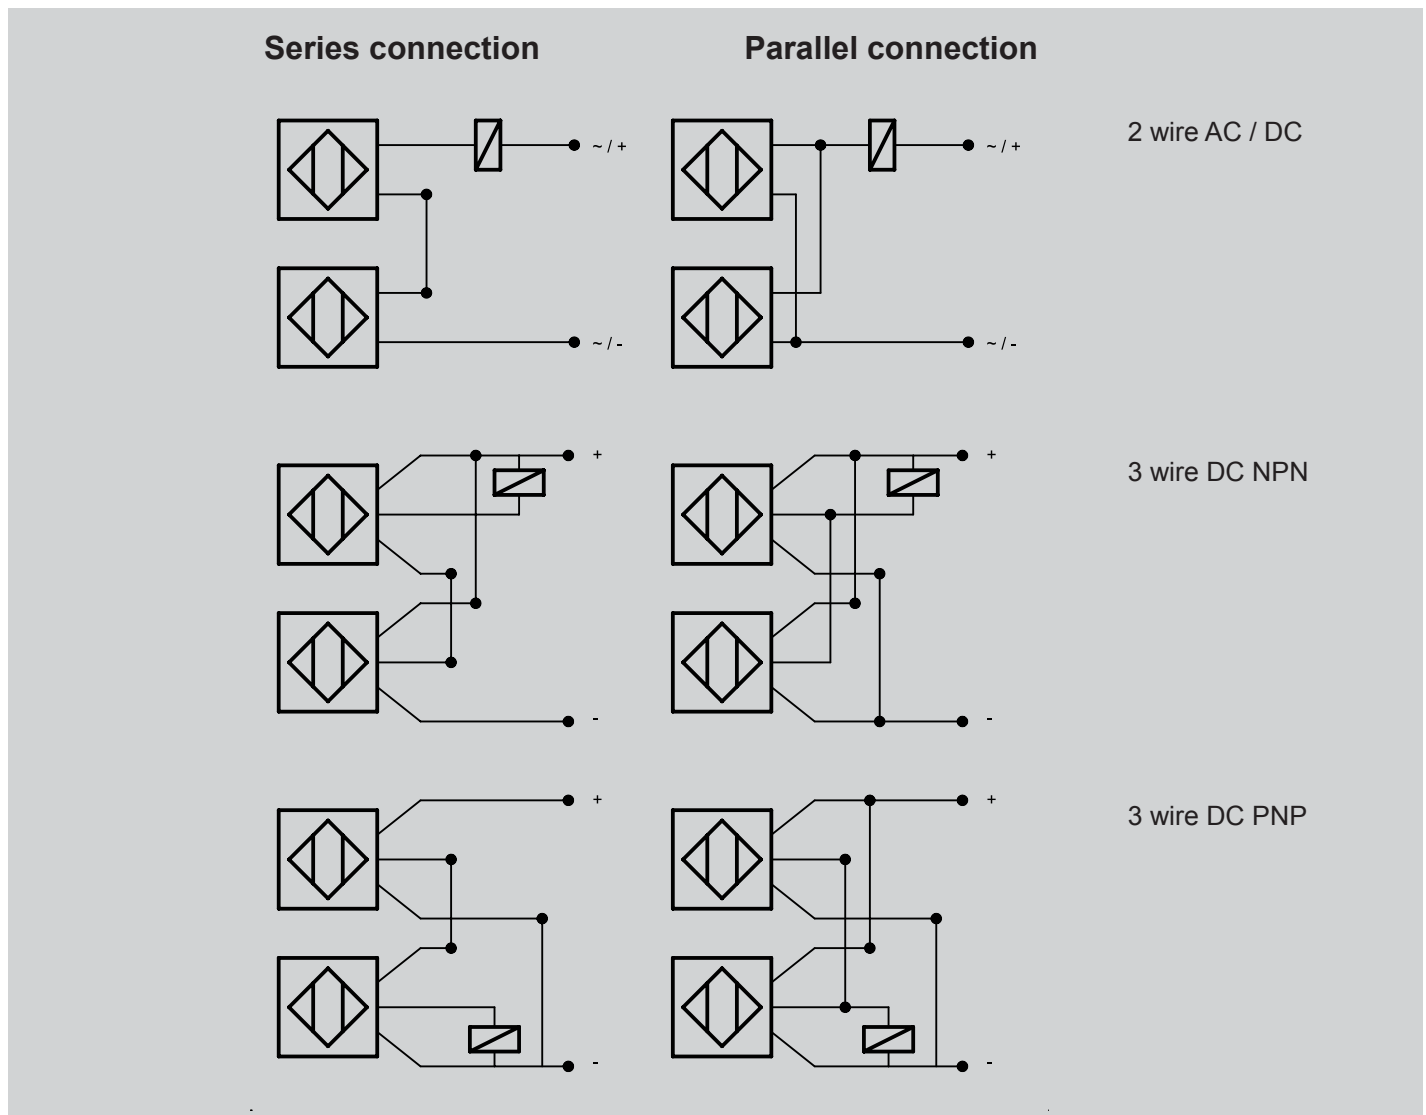 Series connection
Parallel connection
~ / +
~ / +
2 wire AC / DC
~ / -
~ / -
+
+
3 wire DC NPN
-
-
+
+
3 wire DC PNP
-
-